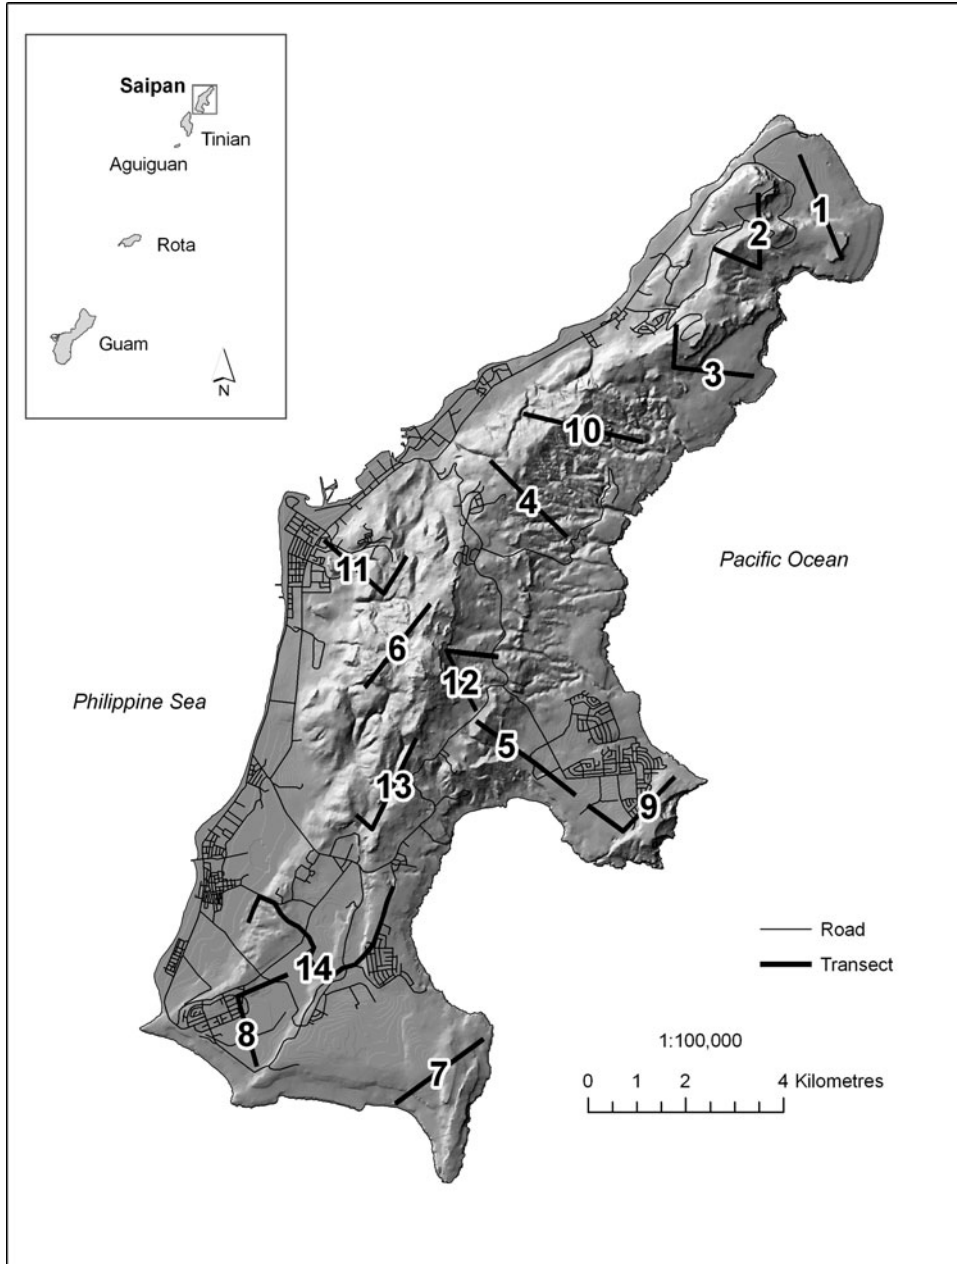 Saipan
Tinian
Aguiguan
Rota
Guam
N
1
2
3
10
4
Pacific Ocean
11
6
12
Philippine Sea
5
13
9
Road
14
Transect
8
1:100,000
7
0 1 2 4 Kilometres